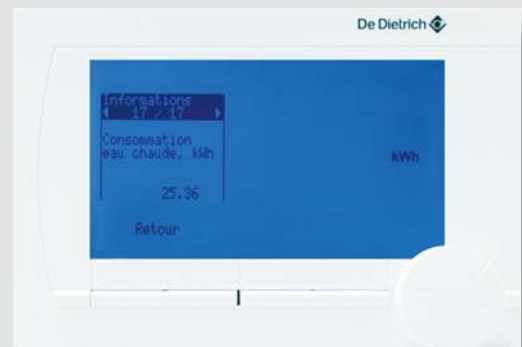 De Dietrich
Informations
17 / 17
Consommation
eau chaude, kWh
kWh
25.36
Retour